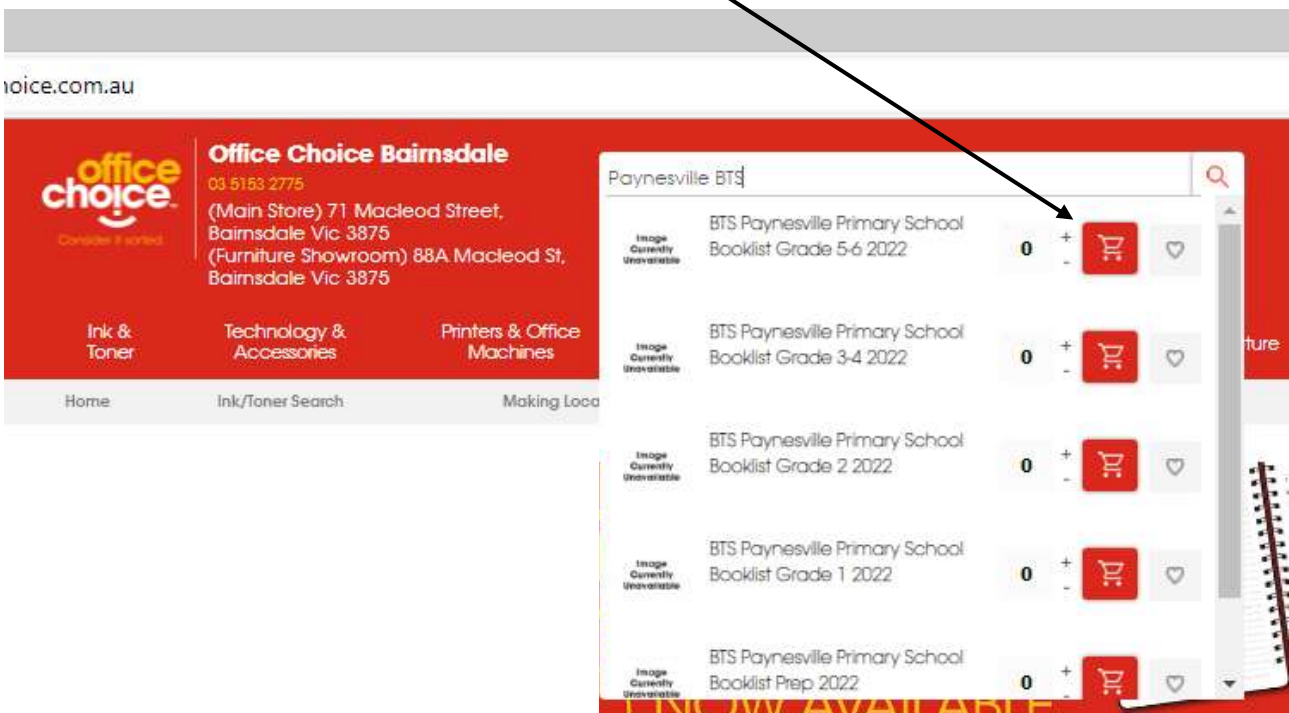 hoice.com.au
office
choice
Consider it sorted.
Office Choice Bairnsdale
03 5153 2775
(Main Store) 71 Macleod Street,
Bairnsdale Vic 3875
(Furniture Showroom) 88A Macleod St,
Bairnsdale Vic 3875
Paynesville BTS
Ink &
Toner
Technology &
Accessories
Printers & Office
Machines
ture
Home
Ink/Toner Search
Making Loca
Image
Currently
Unavailable
BTS Paynesville Primary School
Booklist Grade 5-6 2022
0
+
-
Image
Currently
Unavailable
BTS Paynesville Primary School
Booklist Grade 3-4 2022
0
+
-
Image
Currently
Unavailable
BTS Paynesville Primary School
Booklist Grade 2 2022
0
+
-
Image
Currently
Unavailable
BTS Paynesville Primary School
Booklist Grade 1 2022
0
+
-
Image
Currently
Unavailable
BTS Paynesville Primary School
Booklist Prep 2022
0
+
-
NOW AVAILABLE